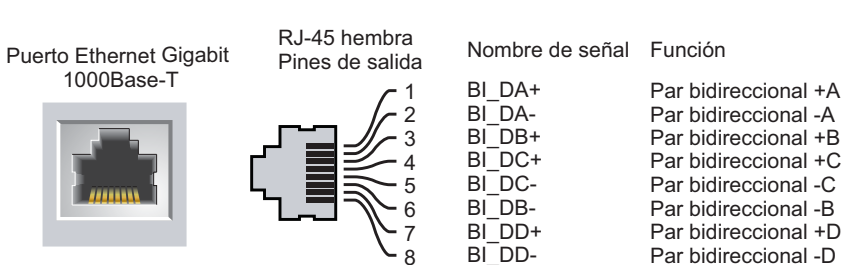 Puerto Ethernet Gigabit
1000Base-T
RJ-45 hembra
Pines de salida
Nombre de señal Función
1 BI_DA+ Par bidireccional +A
2 BI_DA- Par bidireccional -A
3 BI_DB+ Par bidireccional +B
4 BI_DC+ Par bidireccional +C
5 BI_DC- Par bidireccional -C
6 BI_DB- Par bidireccional -B
7 BI_DD+ Par bidireccional +D
8 BI_DD- Par bidireccional -D